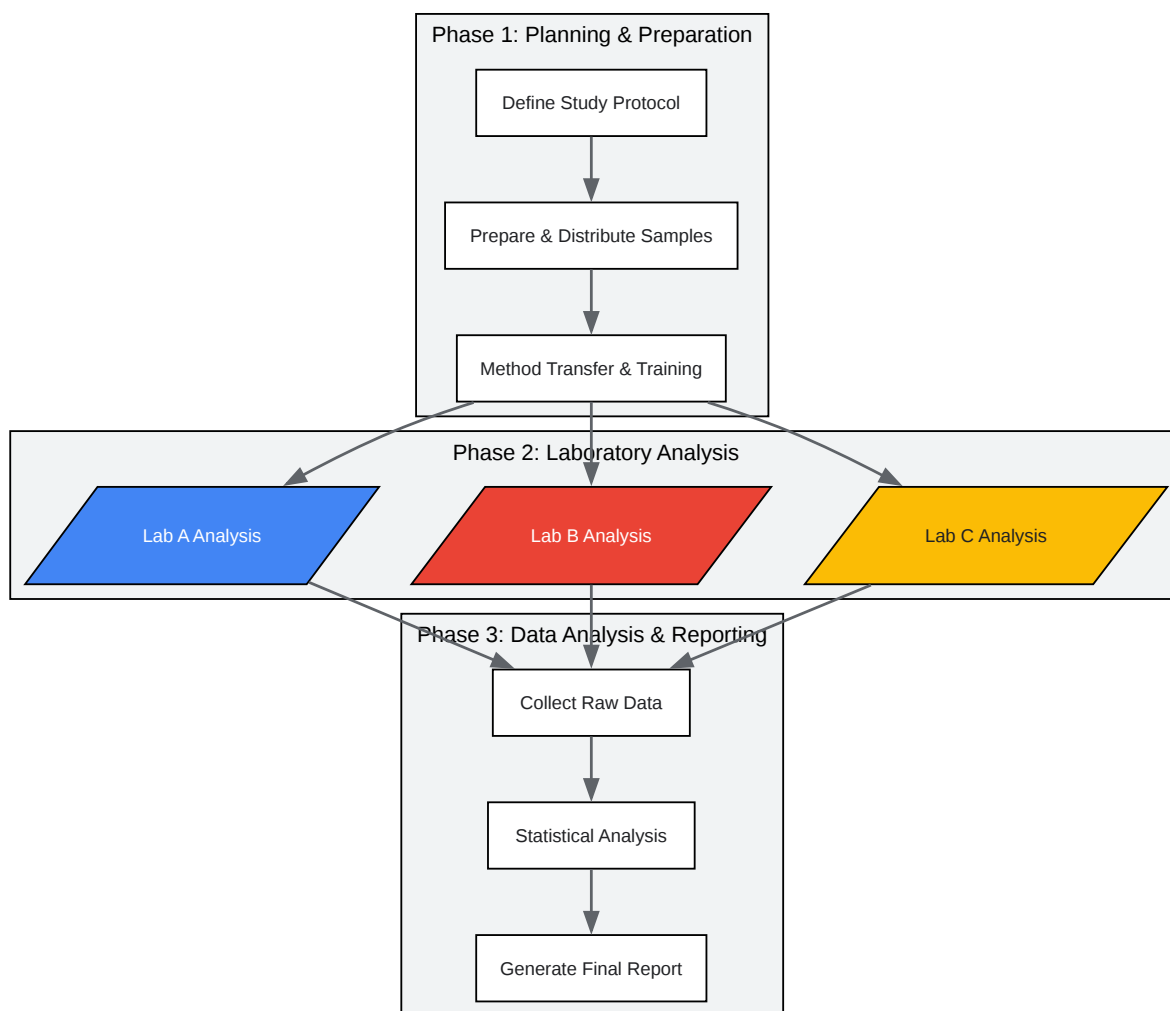 Phase 1: Planning & Preparation
Define Study Protocol
Prepare & Distribute Samples
Method Transfer & Training
Phase 2: Laboratory Analysis
Lab A Analysis
Lab B Analysis
Lab C Analysis
Phase 3: Data Analysis & Reporting
Collect Raw Data
Statistical Analysis
Generate Final Report